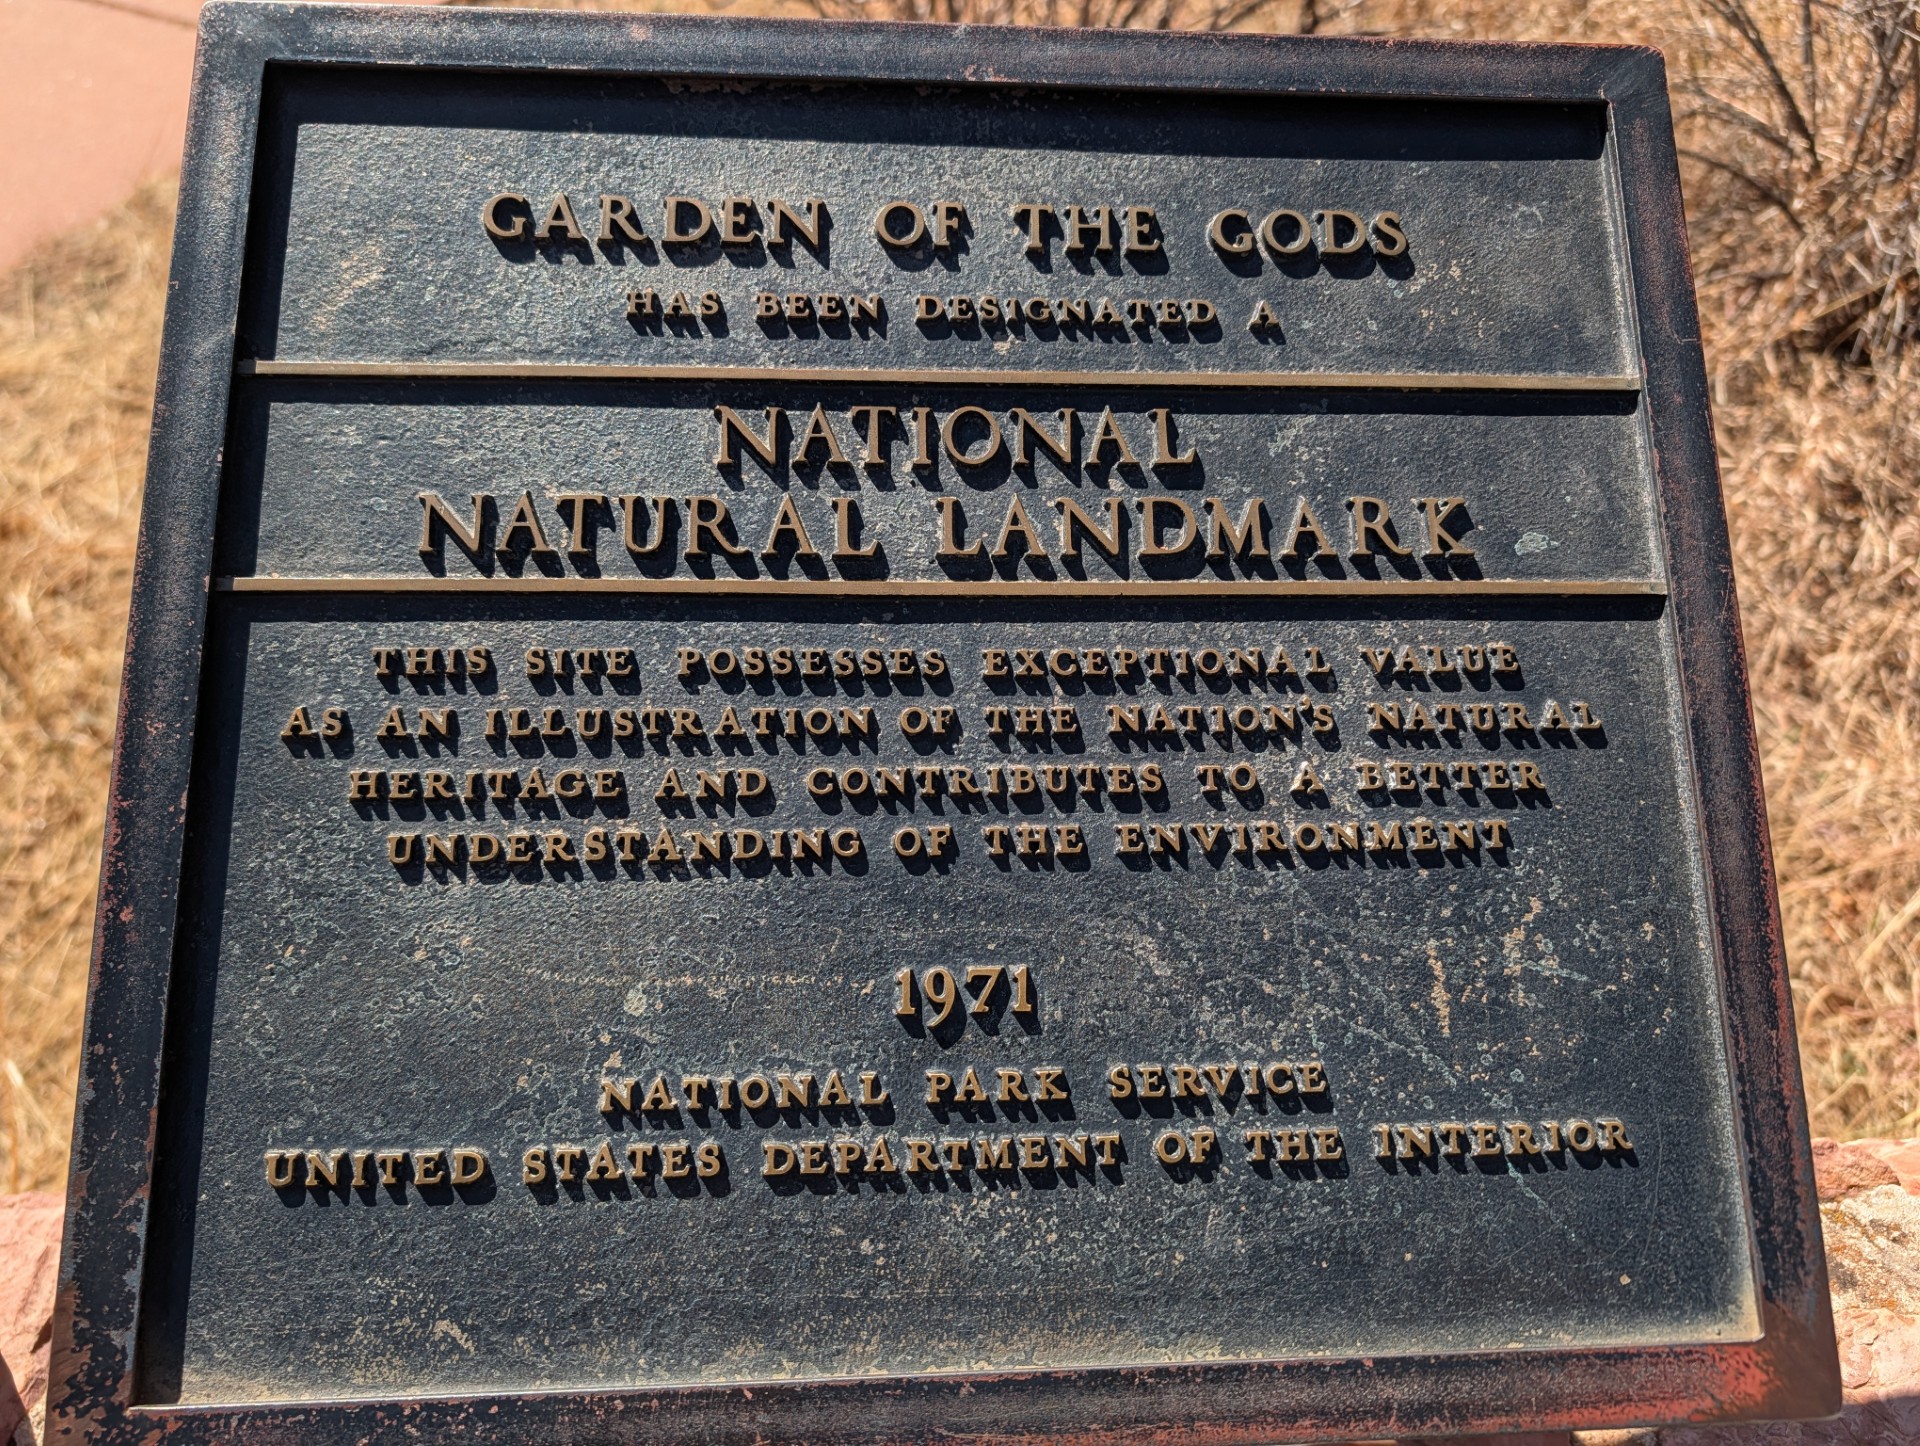 GARDEN OF THE GODS
HAS BEEN DESIGNATED A
NATIONAL
NATURAL LANDMARK
THIS SITE POSSESSES EXCEPTIONAL VALUE
AS AN ILLUSTRATION OF THE NATION'S NATURAL
HERITAGE AND CONTRIBUTES TO A BETTER
UNDERSTANDING OF THE ENVIRONMENT
1971
NATIONAL PARK SERVICE
UNITED STATES DEPARTMENT OF THE INTERIOR